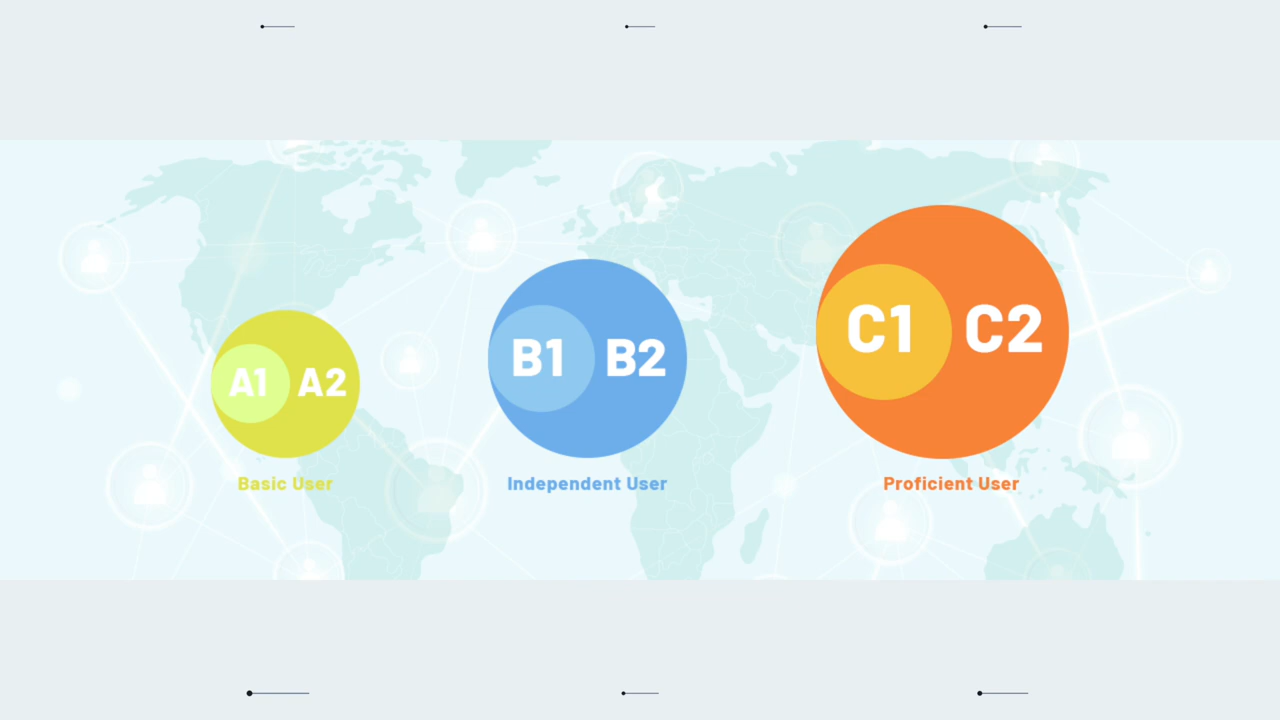 A1 A2
Basic User
B1 B2
Independent User
C1 C2
Proficient User